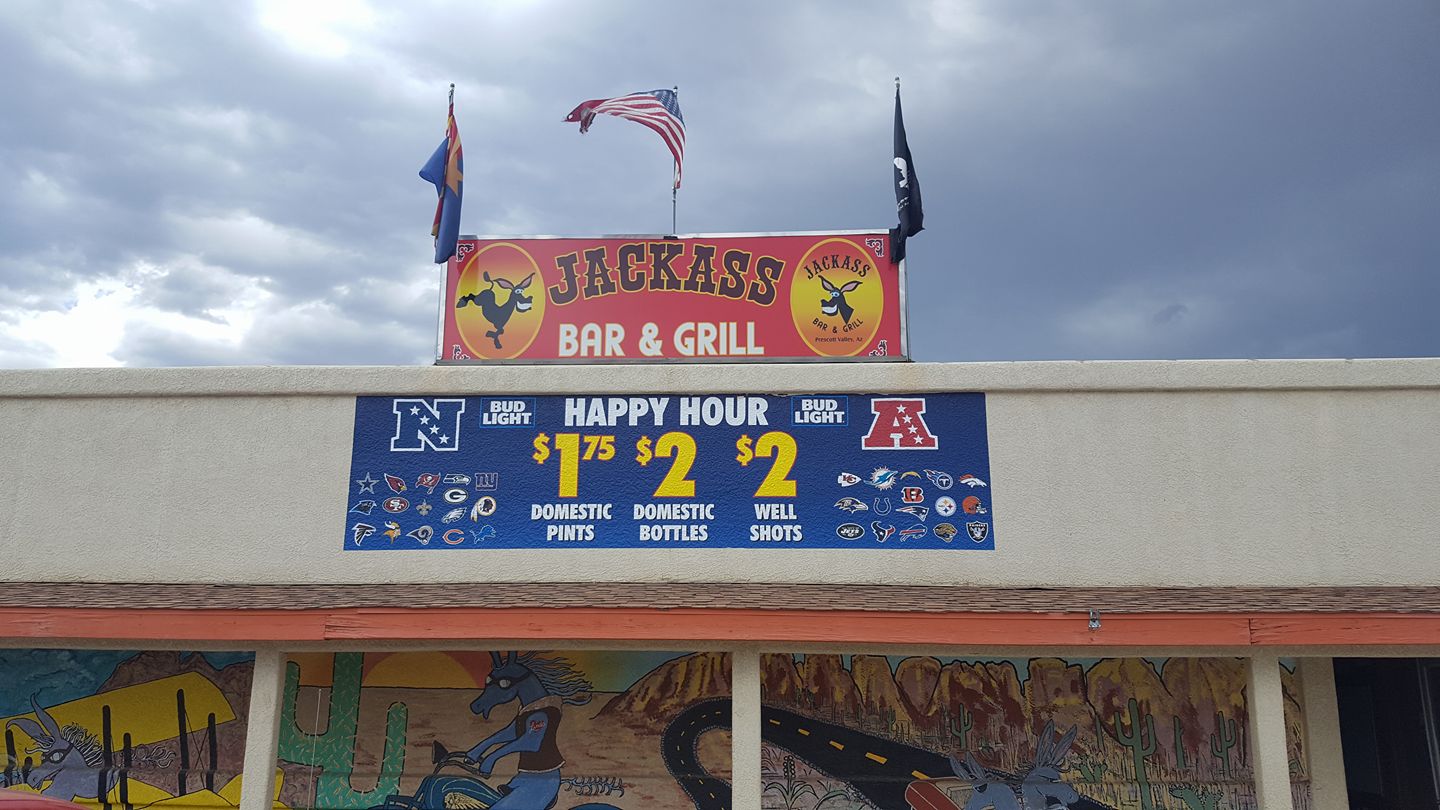 JACKASS
BAR & GRILL
JACKASS
BAR & GRILL
Prescott Valley, Az
N
BUD
LIGHT
HAPPY HOUR
BUD
LIGHT
A
$1 75 $2 $2
DOMESTIC
PINTS
DOMESTIC
BOTTLES
WELL
SHOTS